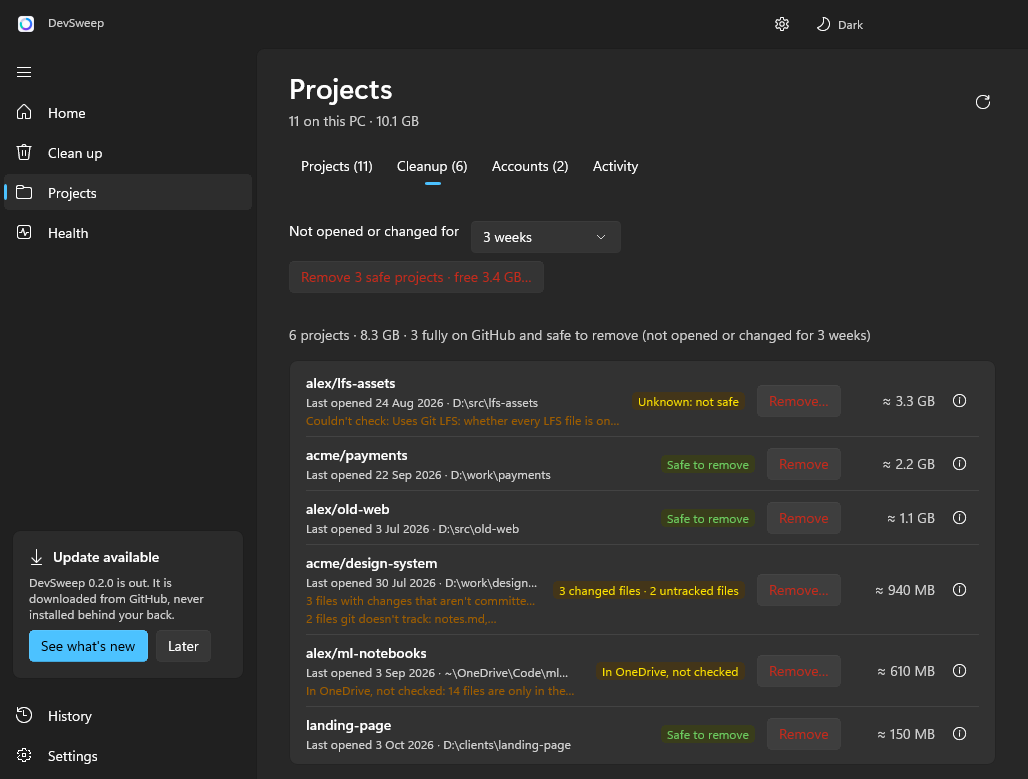 DevSweep
Dark
Home
Clean up
Projects
Health
Projects
11 on this PC · 10.1 GB
Projects (11)
Cleanup (6)
Accounts (2)
Activity
Not opened or changed for
3 weeks
Remove 3 safe projects · free 3.4 GB...
6 projects · 8.3 GB · 3 fully on GitHub and safe to remove (not opened or changed for 3 weeks)
alex/lfs-assets
Last opened 24 Aug 2026 · D:\src\lfs-assets
Couldn't check: Uses Git LFS: whether every LFS file is on...
Unknown: not safe
Remove...
≈ 3.3 GB
acme/payments
Last opened 22 Sep 2026 · D:\work\payments
Safe to remove
Remove
≈ 2.2 GB
alex/old-web
Last opened 3 Jul 2026 · D:\src\old-web
Safe to remove
Remove
≈ 1.1 GB
acme/design-system
Last opened 30 Jul 2026 · D:\work\design...
3 files with changes that aren't committe...
2 files git doesn't track: notes.md,...
3 changed files · 2 untracked files
Remove...
≈ 940 MB
alex/ml-notebooks
Last opened 3 Sep 2026 · ~\OneDrive\Code\ml...
In OneDrive, not checked: 14 files are only in the...
In OneDrive, not checked
Remove...
≈ 610 MB
landing-page
Last opened 3 Oct 2026 · D:\clients\landing-page
Safe to remove
Remove
≈ 150 MB
Update available
DevSweep 0.2.0 is out. It is
downloaded from GitHub, never
installed behind your back.
See what's new
Later
History
Settings